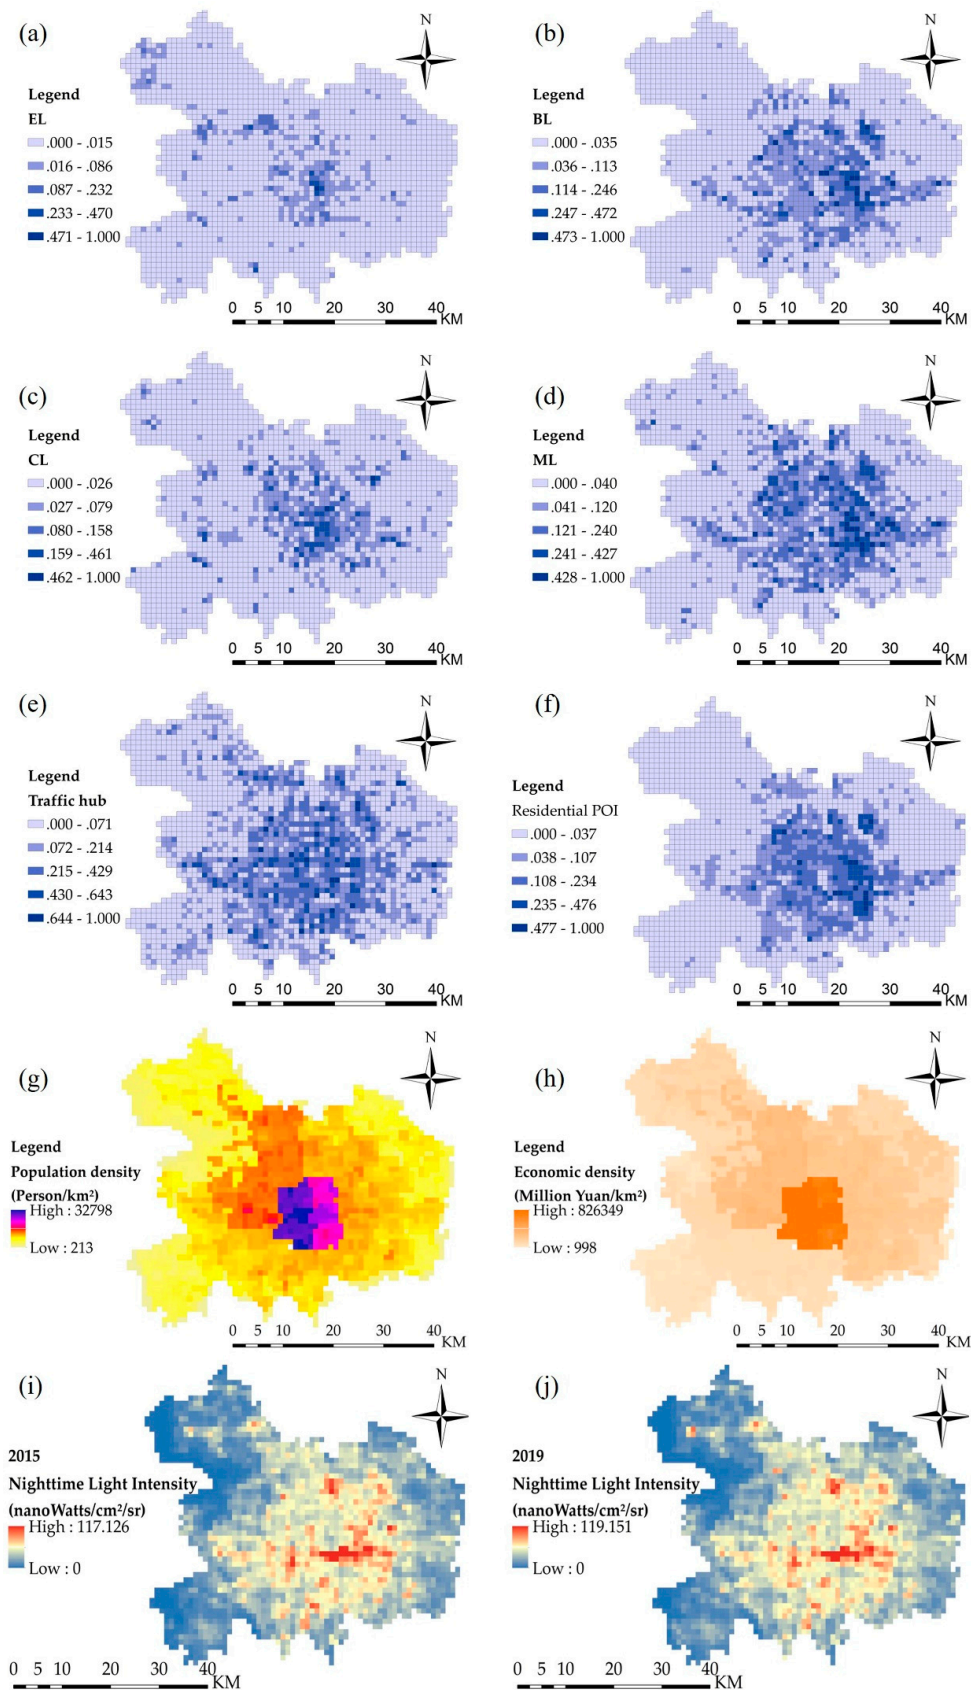 (a)
N
Legend
EL
.000 - .015
.016 - .086
.087 - .232
.233 - .470
.471 - 1.000
0 5 10 20 30 40
KM
(b)
N
Legend
BL
.000 - .035
.036 - .113
.114 - .246
.247 - .472
.473 - 1.000
0 5 10 20 30 40
KM
(c)
N
Legend
CL
.000 - .026
.027 - .079
.080 - .158
.159 - .461
.462 - 1.000
0 5 10 20 30 40
KM
(d)
N
Legend
ML
.000 - .040
.041 - .120
.121 - .240
.241 - .427
.428 - 1.000
0 5 10 20 30 40
KM
(e)
N
Legend
Traffic hub
.000 - .071
.072 - .214
.215 - .429
.430 - .643
.644 - 1.000
0 5 10 20 30 40
KM
(f)
N
Legend
Residential POI
.000 - .037
.038 - .107
.108 - .234
.235 - .476
.477 - 1.000
0 5 10 20 30 40
KM
(g)
N
Legend
Population density
(Person/km²)
High : 32798
Low : 213
0 5 10 20 30 40
KM
(h)
N
Legend
Economic density
(Million Yuan/km²)
High : 826349
Low : 998
0 5 10 20 30 40
KM
(i)
N
2015
Nighttime Light Intensity
(nanoWatts/cm²/sr)
High : 117.126
Low : 0
0 5 10 20 30 40
KM
(j)
N
2019
Nighttime Light Intensity
(nanoWatts/cm²/sr)
High : 119.151
Low : 0
0 5 10 20 30 40
KM